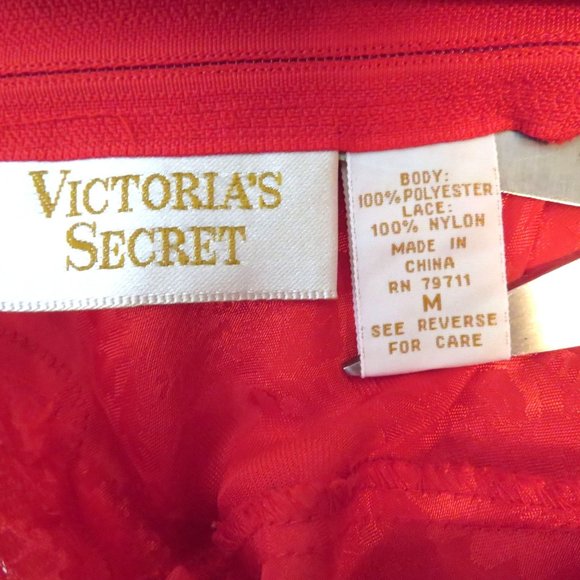 VICTORIA'S
SECRET
BODY:
100% POLYESTER
LACE:
100% NYLON
MADE IN
CHINA
RN 79711
M
SEE REVERSE
FOR CARE